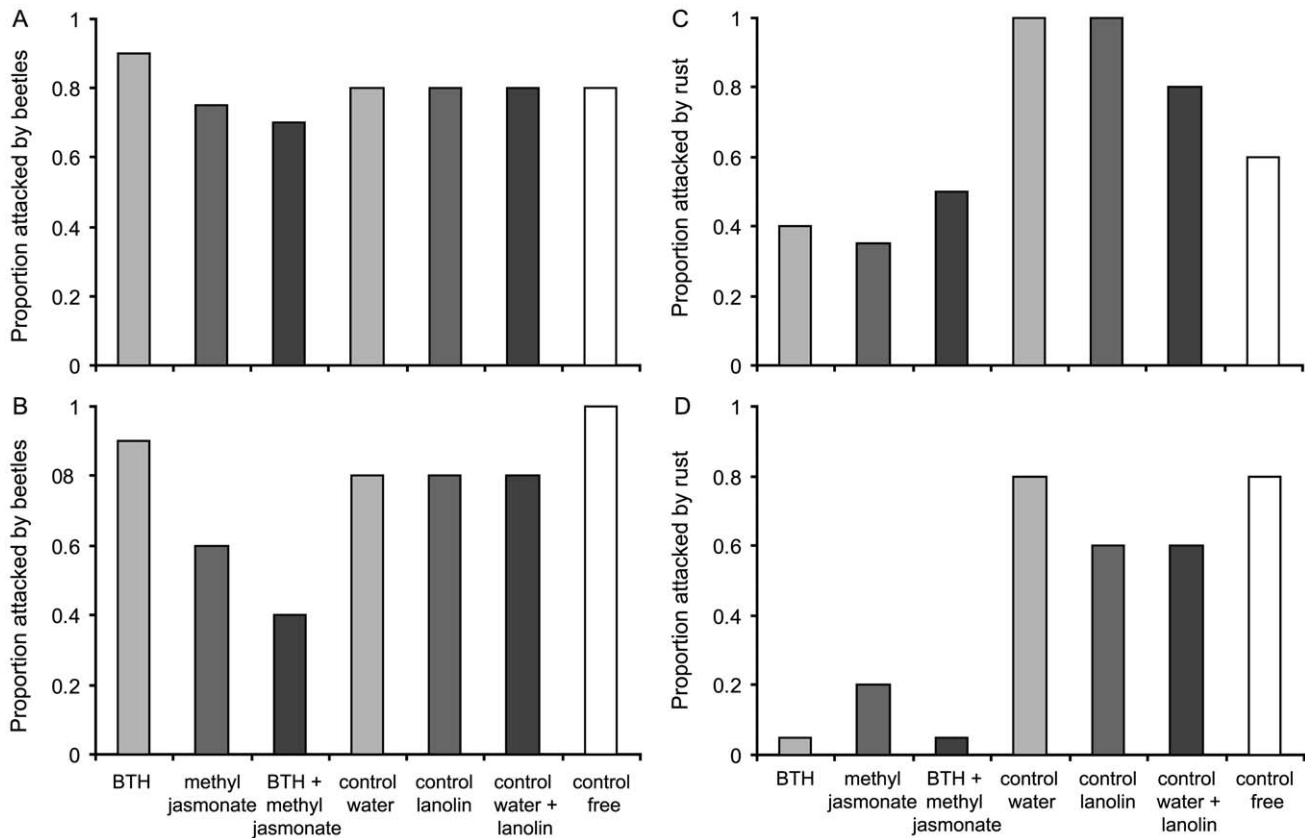 A
Proportion attacked by beetles
1
0.8
0.6
0.4
0.2
0
C
Proportion attacked by rust
1
0.8
0.6
0.4
0.2
0
B
Proportion attacked by beetles
1
08
0.6
0.4
0.2
0
BTH
methyl
jasmonate
BTH +
methyl
jasmonate
control
water
control
lanolin
control
water +
lanolin
control
free
D
Proportion attacked by rust
1
0.8
0.6
0.4
0.2
0
BTH
methyl
jasmonate
BTH +
methyl
jasmonate
control
water
control
lanolin
control
water +
lanolin
control
free